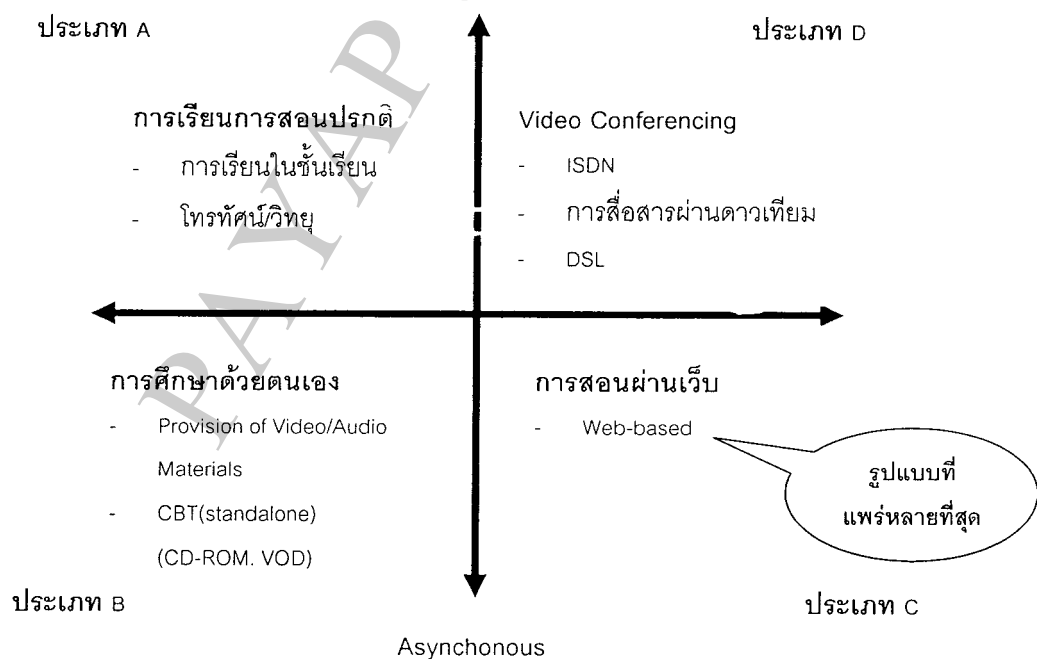 ประเภท A
ประเภท D
การเรียนการสอนปรกติ
- การเรียนในชั้นเรียน
- โทรทัศน์/วิทยุ
Video Conferencing
- ISDN
- การสื่อสารผ่านดาวเทียม
- DSL
PAYAP
การศึกษาด้วยตนเอง
- Provision of Video/Audio
Materials
- CBT(standalone)
(CD-ROM. VOD)
การสอนผ่านเว็บ
- Web-based
รูปแบบที่
แพร่หลายที่สุด
ประเภท B
ประเภท C
Asynchonous